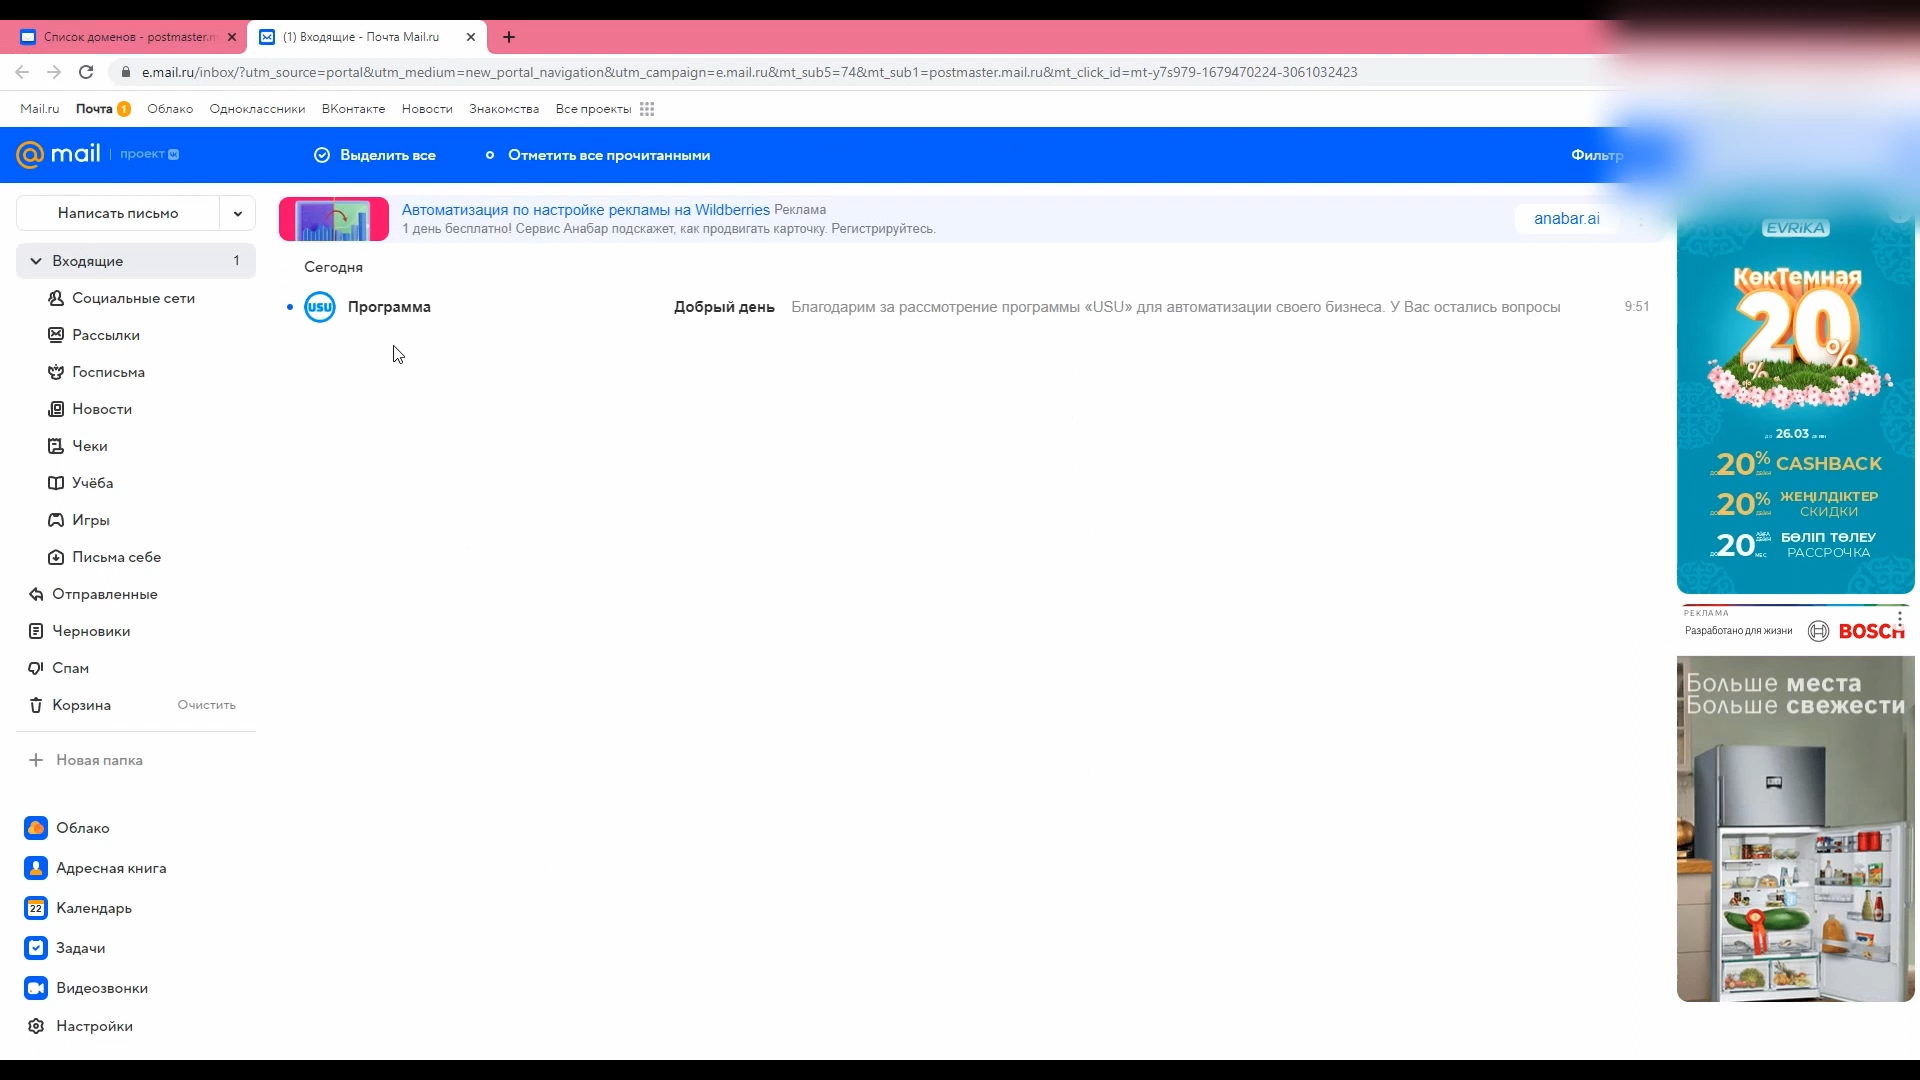 Список доменов - postmaster.m
(1) Входящие - Почта Mail.ru
e.mail.ru/inbox/?utm_source=portal&utm_medium=new_portal_navigation&utm_campaign=e.mail.ru&mt_sub5=74&mt_sub1=postmaster.mail.ru&mt_click_id=mt-y7s979-1679470224-3061032423
Mail.ru Почта 1 Облако Одноклассники ВКонтакте Новости Знакомства Все проекты
@mail проект
Выделить все
Отметить все прочитанными
Фильтр
Написать письмо
Входящие 1
Социальные сети
Рассылки
Госписьма
Новости
Чеки
Учёба
Игры
Письма себе
Отправленные
Черновики
Спам
Корзина Очистить
Новая папка
Облако
Адресная книга
22 Календарь
Задачи
Видеозвонки
Настройки
Автоматизация по настройке рекламы на Wildberries Реклама
1 день бесплатно! Сервис Анабар подскажет, как продвигать карточку. Регистрируйтесь.
anabar.ai
Сегодня
USU Программа Добрый день Благодарим за рассмотрение программы «USU» для автоматизации своего бизнеса. У Вас остались вопросы 9:51
EVRIKA
КөкТемная
20%
до 26.03 дейін
20% CASHBACK
20% ЖЕҢІЛДІКТЕР
СКИДКИ
20 БӨЛІП ТӨЛЕУ
МЕС РАССРОЧКА
РЕКЛАМА
Разработано для жизни BOSCH
Больше места
Больше свежести